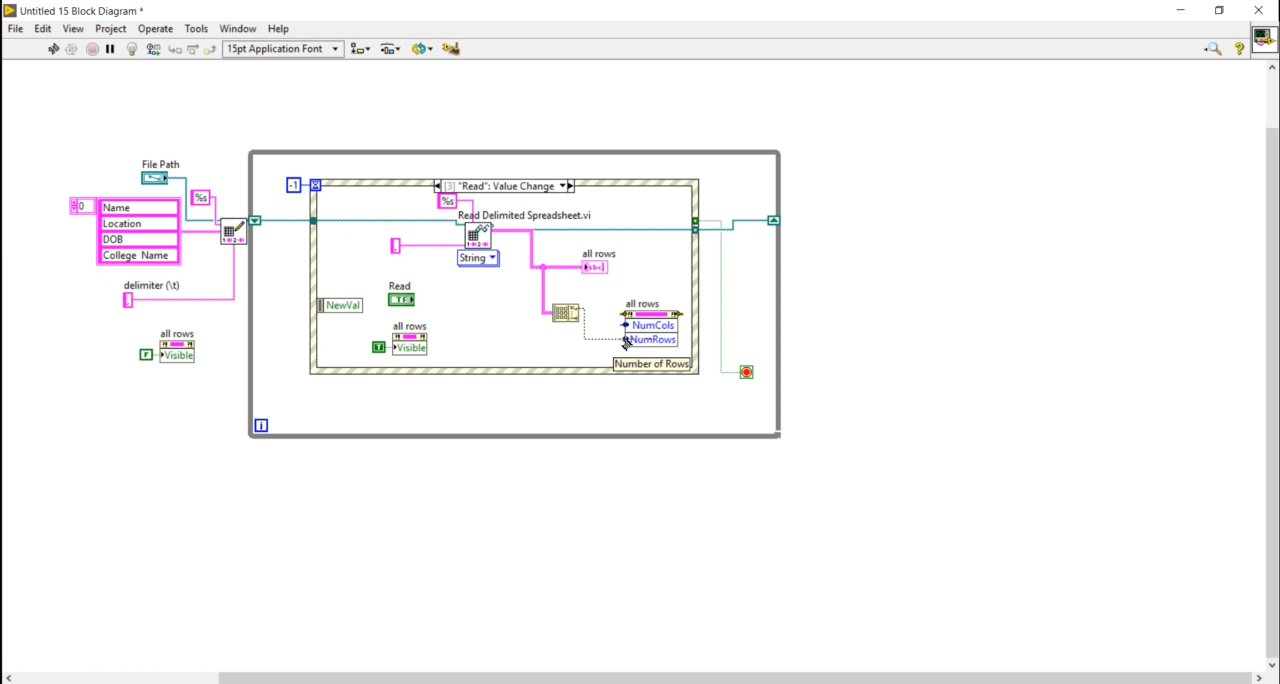 Untitled 15 Block Diagram *
File Edit View Project Operate Tools Window Help
15pt Application Font
File Path
%s
0
Name
Location
DOB
College Name
delimiter (\t)
,
all rows
F
Visible
-1
[3] "Read": Value Change
%s
Read Delimited Spreadsheet.vi
,
String
all rows
abc
Read
TF
NewVal
all rows
T
Visible
all rows
NumCols
NumRows
Number of Rows
i